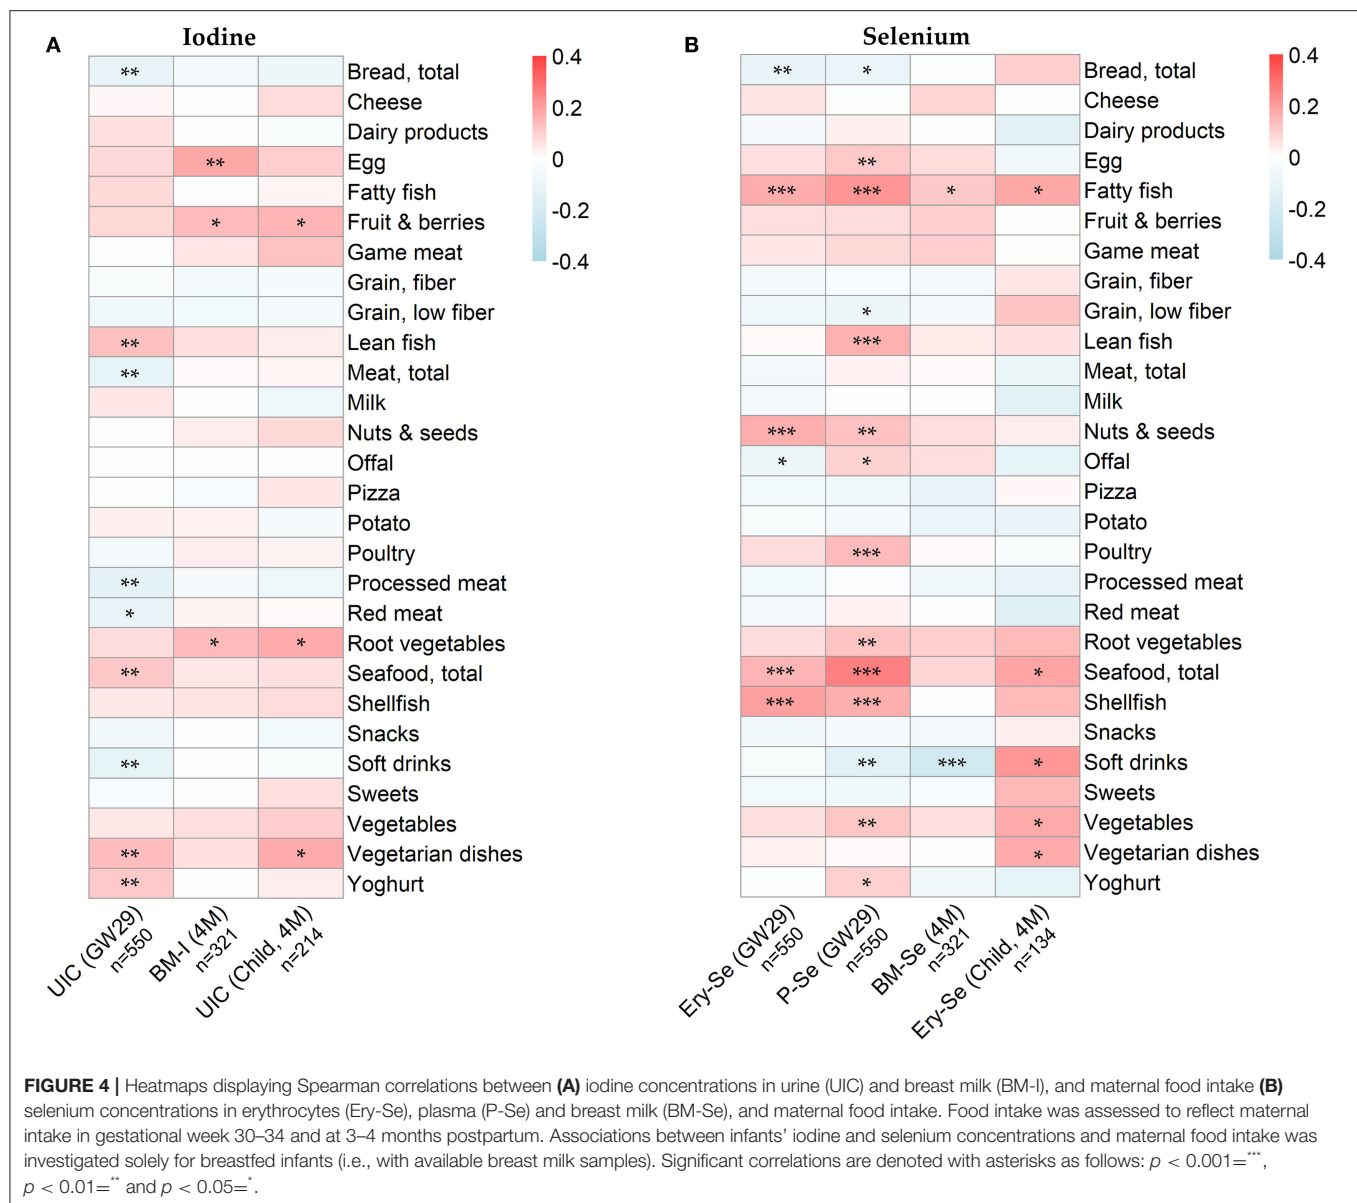 A
Iodine
0.4
0.2
0
-0.2
-0.4
** Bread, total
Cheese
Dairy products
** Egg
Fatty fish
* * Fruit & berries
Game meat
Grain, fiber
Grain, low fiber
** Lean fish
** Meat, total
Milk
Nuts & seeds
Offal
Pizza
Potato
Poultry
** Processed meat
* Red meat
* * Root vegetables
** Seafood, total
Shellfish
Snacks
** Soft drinks
Sweets
Vegetables
** * Vegetarian dishes
** Yoghurt
UIC (GW29)
n=550
BM-I (4M)
n=321
UIC (Child, 4M)
n=214
B
Selenium
0.4
0.2
0
-0.2
-0.4
** * Bread, total
Cheese
Dairy products
** Egg
*** *** * * Fatty fish
Fruit & berries
Game meat
Grain, fiber
* Grain, low fiber
*** Lean fish
Meat, total
Milk
*** ** Nuts & seeds
* * Offal
Pizza
Potato
*** Poultry
Processed meat
Red meat
** Root vegetables
*** *** * Seafood, total
*** *** Shellfish
Snacks
** *** * Soft drinks
Sweets
** * Vegetables
* Vegetarian dishes
* Yoghurt
Ery-Se (GW29)
n=550
P-Se (GW29)
n=550
BM-Se (4M)
n=321
Ery-Se (Child, 4M)
n=134
FIGURE 4 | Heatmaps displaying Spearman correlations between (A) iodine concentrations in urine (UIC) and breast milk (BM-I), and maternal food intake (B)
selenium concentrations in erythrocytes (Ery-Se), plasma (P-Se) and breast milk (BM-Se), and maternal food intake. Food intake was assessed to reflect maternal
intake in gestational week 30–34 and at 3–4 months postpartum. Associations between infants' iodine and selenium concentrations and maternal food intake was
investigated solely for breastfed infants (i.e., with available breast milk samples). Significant correlations are denoted with asterisks as follows: p < 0.001=***,
p < 0.01=** and p < 0.05=*.